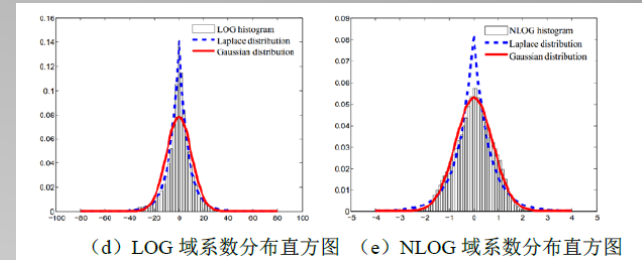 0.16
0.14
0.12
0.1
0.08
0.06
0.04
0.02
0
-100 -80 -60 -40 -20 0 20 40 60 80 100
LOG histogram
Laplace distribution
Gaussian distribution
0.09
0.08
0.07
0.06
0.05
0.04
0.03
0.02
0.01
0
-5 -4 -3 -2 -1 0 1 2 3 4 5
NLOG histogram
Laplace distribution
Gaussian distribution
(d) LOG 域系数分布直方图 (e) NLOG 域系数分布直方图